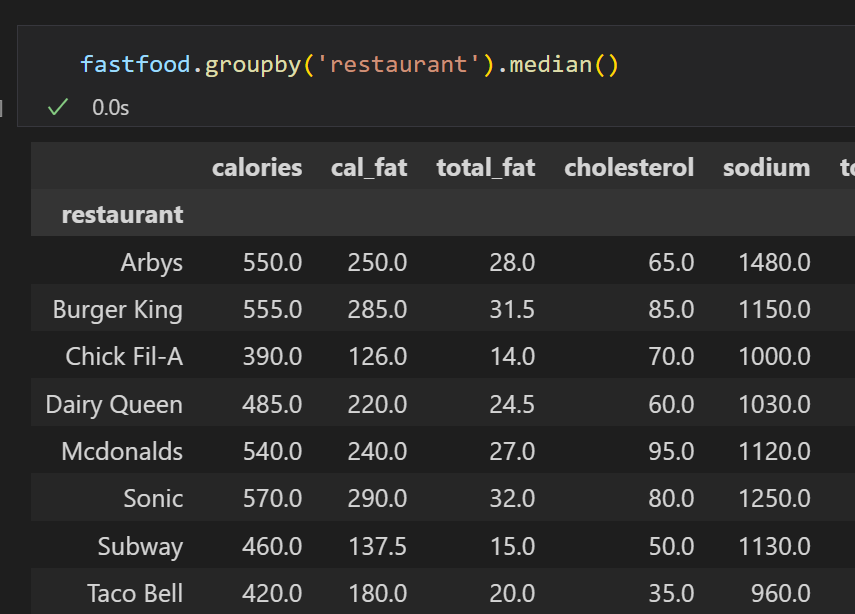 fastfood.groupby('restaurant').median()
0.0s
calories cal_fat total_fat cholesterol sodium
restaurant
Arbys 550.0 250.0 28.0 65.0 1480.0
Burger King 555.0 285.0 31.5 85.0 1150.0
Chick Fil-A 390.0 126.0 14.0 70.0 1000.0
Dairy Queen 485.0 220.0 24.5 60.0 1030.0
Mcdonalds 540.0 240.0 27.0 95.0 1120.0
Sonic 570.0 290.0 32.0 80.0 1250.0
Subway 460.0 137.5 15.0 50.0 1130.0
Taco Bell 420.0 180.0 20.0 35.0 960.0